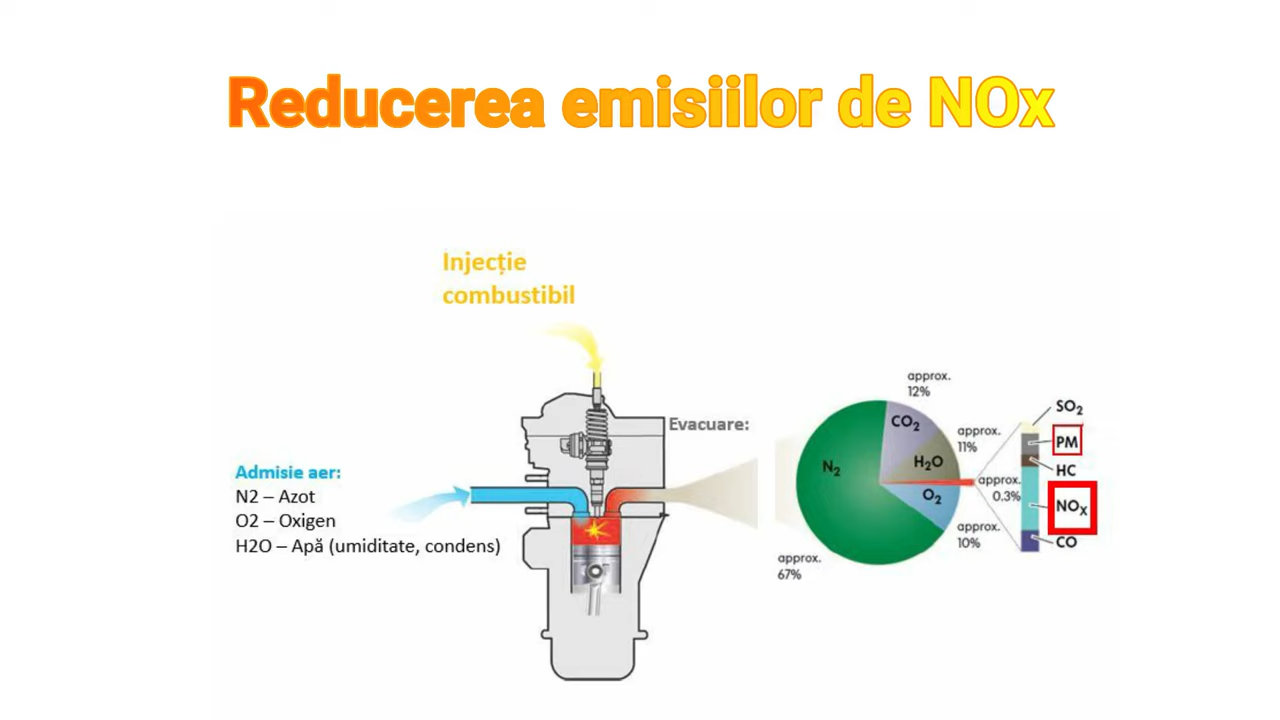 Reducerea emisiilor de NOx
Injecție
combustibil
Evacuare:
Admisie aer:
N2 – Azot
O2 – Oxigen
H2O – Apă (umiditate, condens)
approx.
12%
CO2
approx.
11%
H2O
N2
O2
approx.
0.3%
approx.
10%
approx.
67%
SO2
PM
HC
NOX
CO